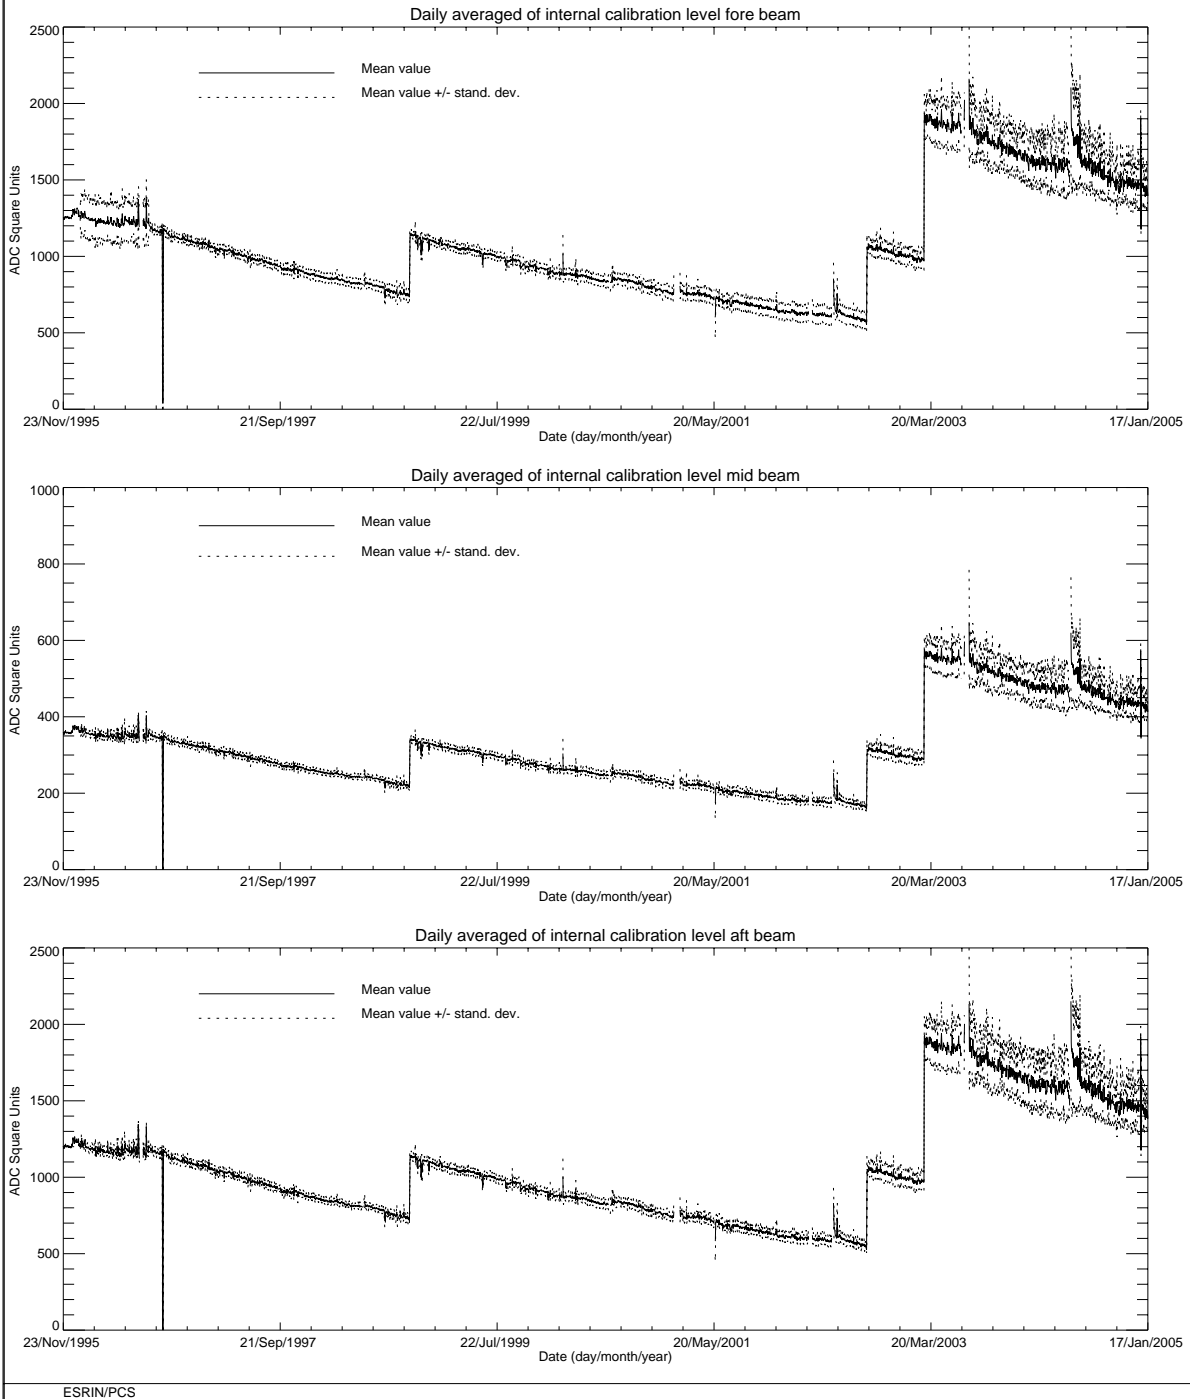 Daily averaged of internal calibration level fore beam
2500
2000
1500
1000
500
0
ADC Square Units
Mean value
Mean value +/- stand. dev.
23/Nov/1995 21/Sep/1997 22/Jul/1999 20/May/2001 20/Mar/2003 17/Jan/2005
Date (day/month/year)
Daily averaged of internal calibration level mid beam
1000
800
600
400
200
0
ADC Square Units
Mean value
Mean value +/- stand. dev.
23/Nov/1995 21/Sep/1997 22/Jul/1999 20/May/2001 20/Mar/2003 17/Jan/2005
Date (day/month/year)
Daily averaged of internal calibration level aft beam
2500
2000
1500
1000
500
0
ADC Square Units
Mean value
Mean value +/- stand. dev.
23/Nov/1995 21/Sep/1997 22/Jul/1999 20/May/2001 20/Mar/2003 17/Jan/2005
Date (day/month/year)
ESRIN/PCS